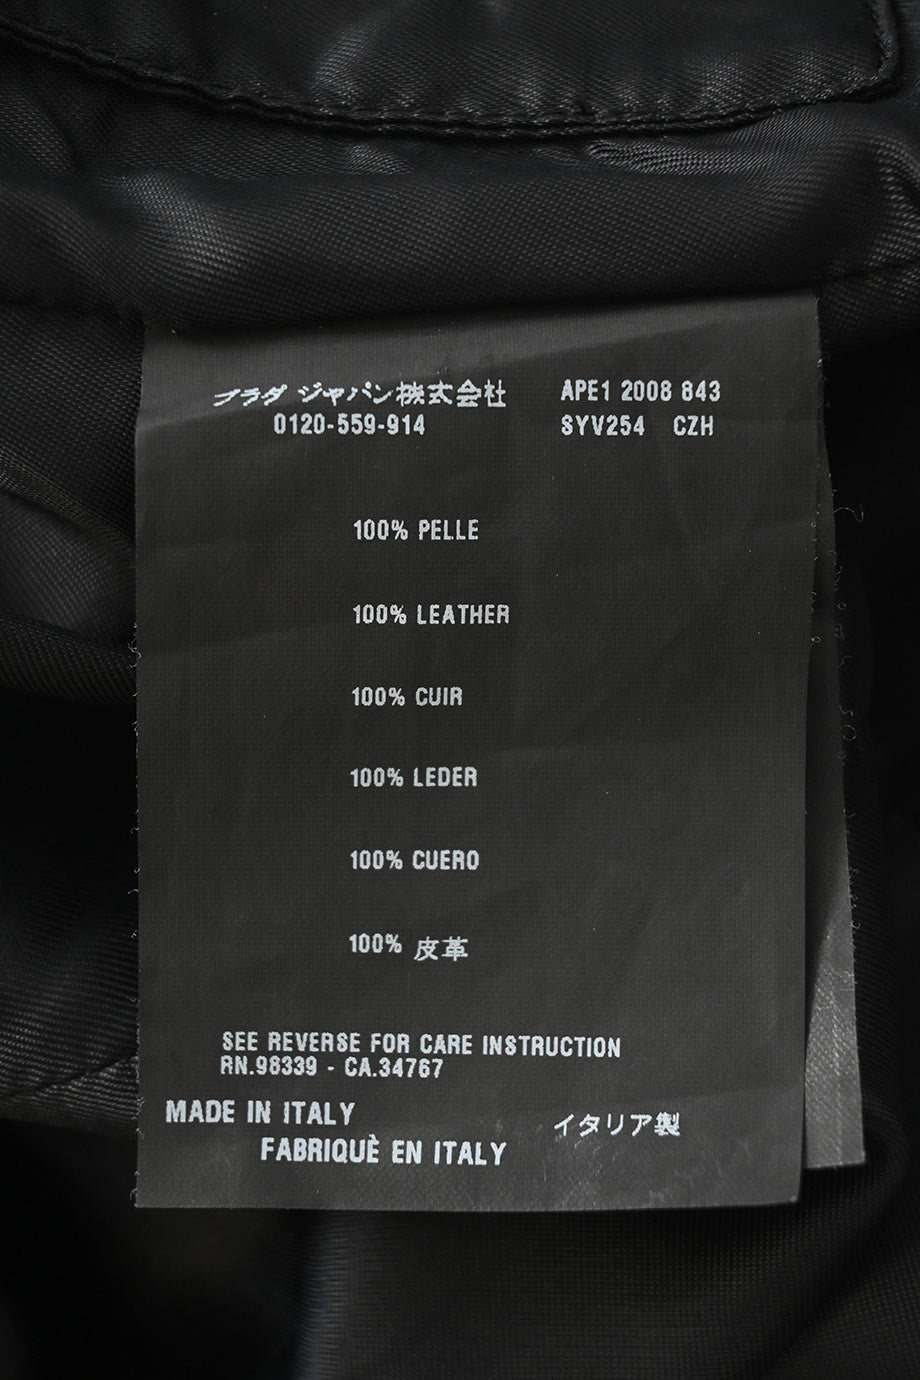 プラダ ジャパン株式会社 APE1 2008 843
0120-559-914 SYV254 CZH
100% PELLE
100% LEATHER
100% CUIR
100% LEDER
100% CUERO
100% 皮革
SEE REVERSE FOR CARE INSTRUCTION
RN.98339 - CA.34767
MADE IN ITALY
FABRIQUÈ EN ITALY イタリア製